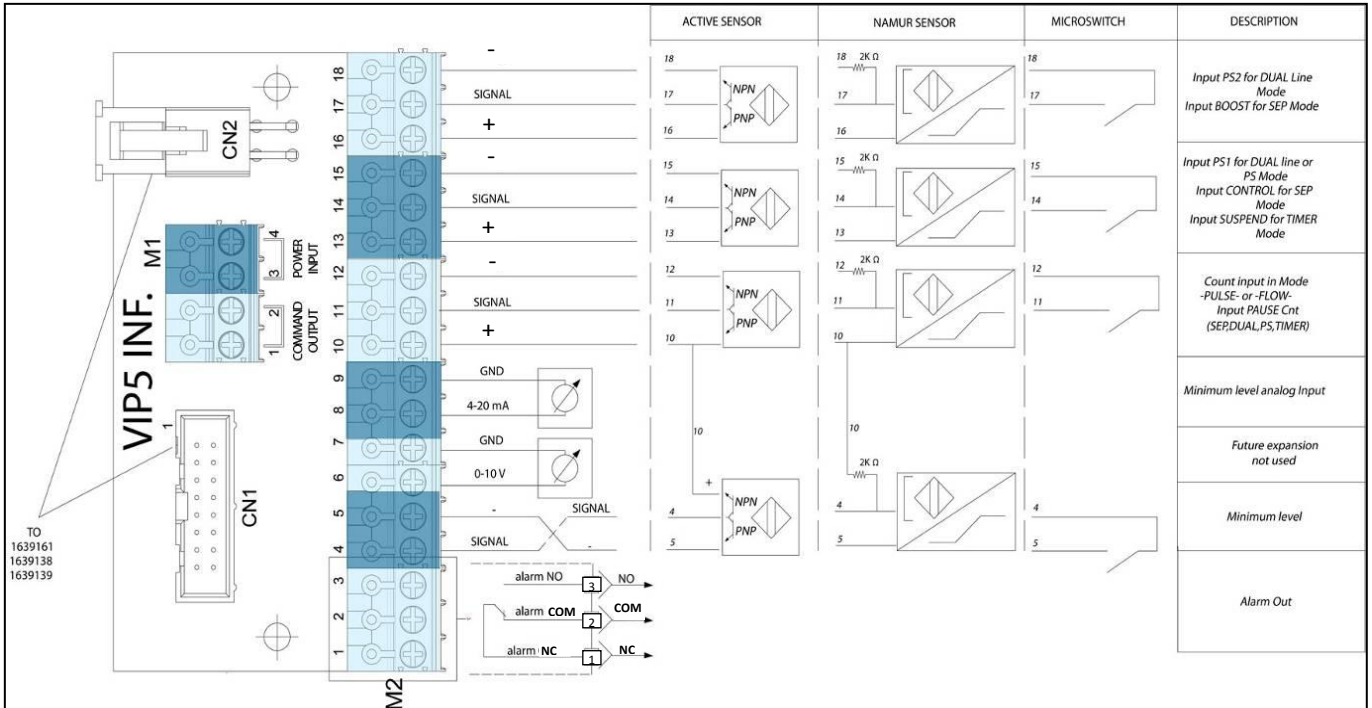 ACTIVE SENSOR
NAMUR SENSOR
MICROSWITCH
DESCRIPTION
CN2
M1
4
3
POWER
INPUT
2
1
COMMAND
OUTPUT
VIP5 INF.
1
CN1
TO
1639161
1639138
1639139
18
17
16
15
14
13
12
11
10
9
8
7
6
5
4
3
2
1
M2
-
SIGNAL
+
-
SIGNAL
+
-
SIGNAL
+
GND
4-20 mA
GND
0-10 V
-
SIGNAL
SIGNAL
-
alarm NO
3
NO
alarm COM
2
COM
alarm NC
1
NC
18
17
16
NPN
PNP
15
14
13
NPN
PNP
12
11
10
NPN
PNP
10
+
4
5
NPN
PNP
18
2K Ω
17
16
15
2K Ω
14
13
12
2K Ω
11
10
10
2K Ω
4
5
18
17
15
14
12
11
4
5
Input PS2 for DUAL Line
Mode
Input BOOST for SEP Mode
Input PS1 for DUAL line or
PS Mode
Input CONTROL for SEP
Mode
Input SUSPEND for TIMER
Mode
Count input in Mode
-PULSE- or -FLOW-
Input PAUSE Cnt
(SEP,DUAL,PS,TIMER)
Minimum level analog Input
Future expansion
not used
Minimum level
Alarm Out